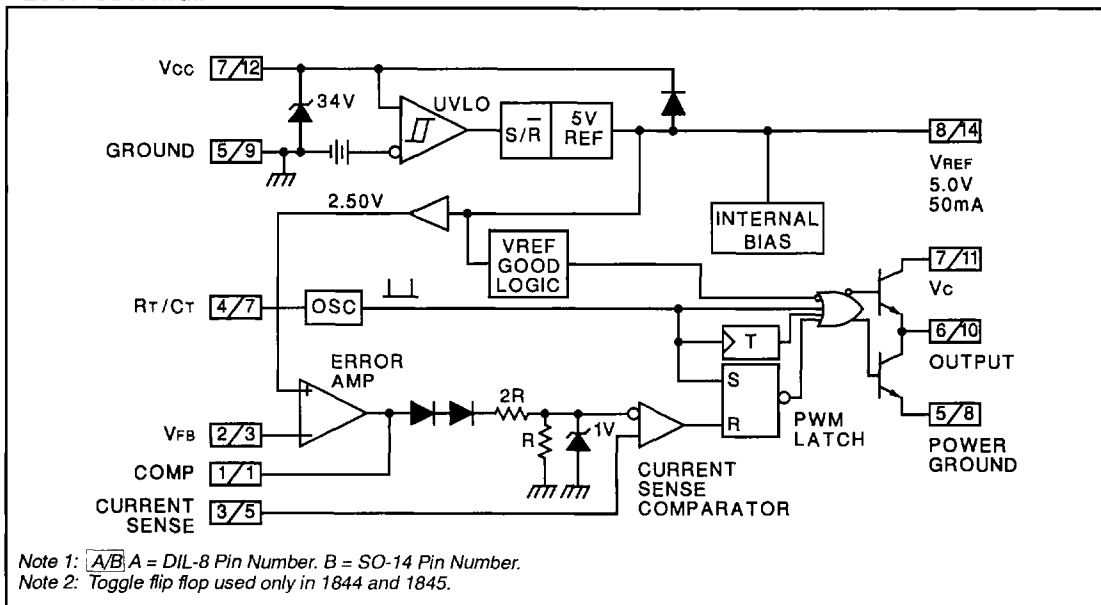 Vcc 7/12
34V
UVLO
S/R
5V
REF
8/14
GROUND 5/9
VREF
5.0V
50mA
2.50V
INTERNAL
BIAS
VREF
GOOD
LOGIC
7/11
VC
RT/CT 4/7
OSC
T
6/10
OUTPUT
ERROR
AMP
S
2R
+
−
R
1V
R
PWM
LATCH
5/8
POWER
GROUND
VFB 2/3
COMP 1/1
CURRENT
SENSE
COMPARATOR
CURRENT
SENSE
3/5
Note 1: A/B A = DIL-8 Pin Number. B = SO-14 Pin Number.
Note 2: Toggle flip flop used only in 1844 and 1845.